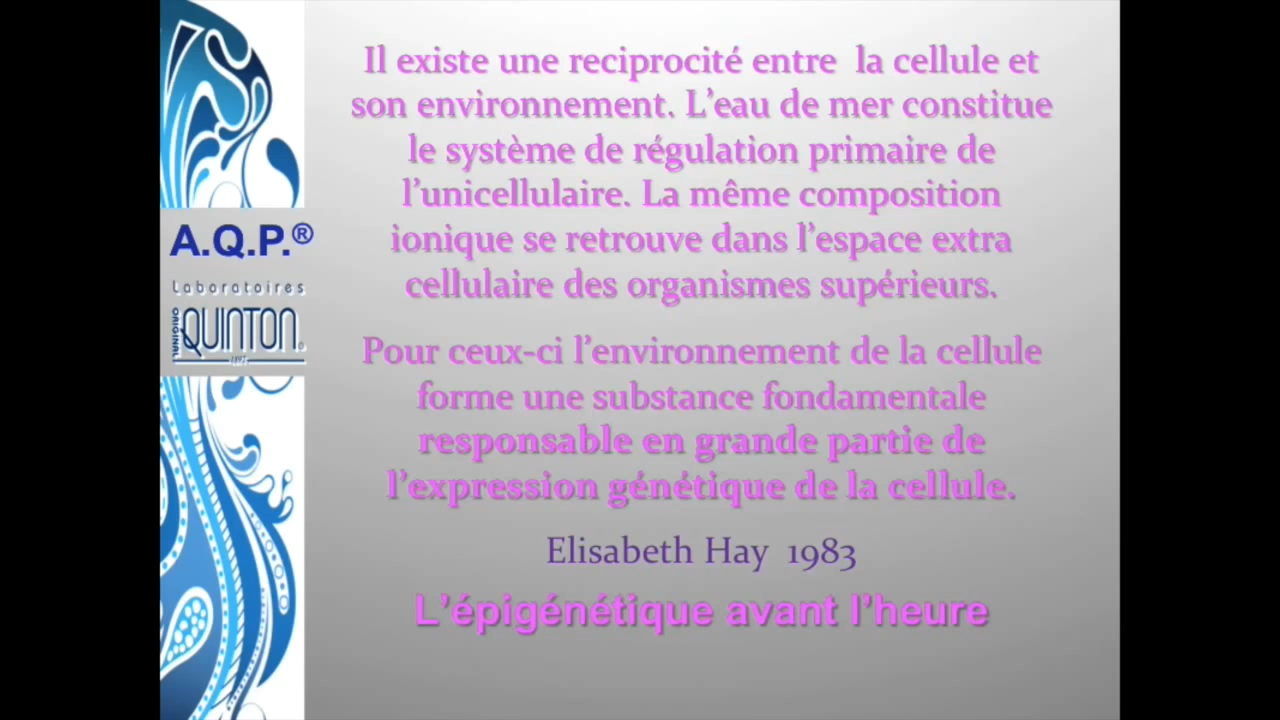 Il existe une reciprocité entre la cellule et
son environnement. L'eau de mer constitue
le système de régulation primaire de
l'unicellulaire. La même composition
ionique se retrouve dans l'espace extra
cellulaire des organismes supérieurs.
Pour ceux-ci l'environnement de la cellule
forme une substance fondamentale
responsable en grande partie de
l'expression génétique de la cellule.
Elisabeth Hay 1983
L'épigénétique avant l'heure
A.Q.P.®
Laboratoires
ORIGINAL
QUINTON